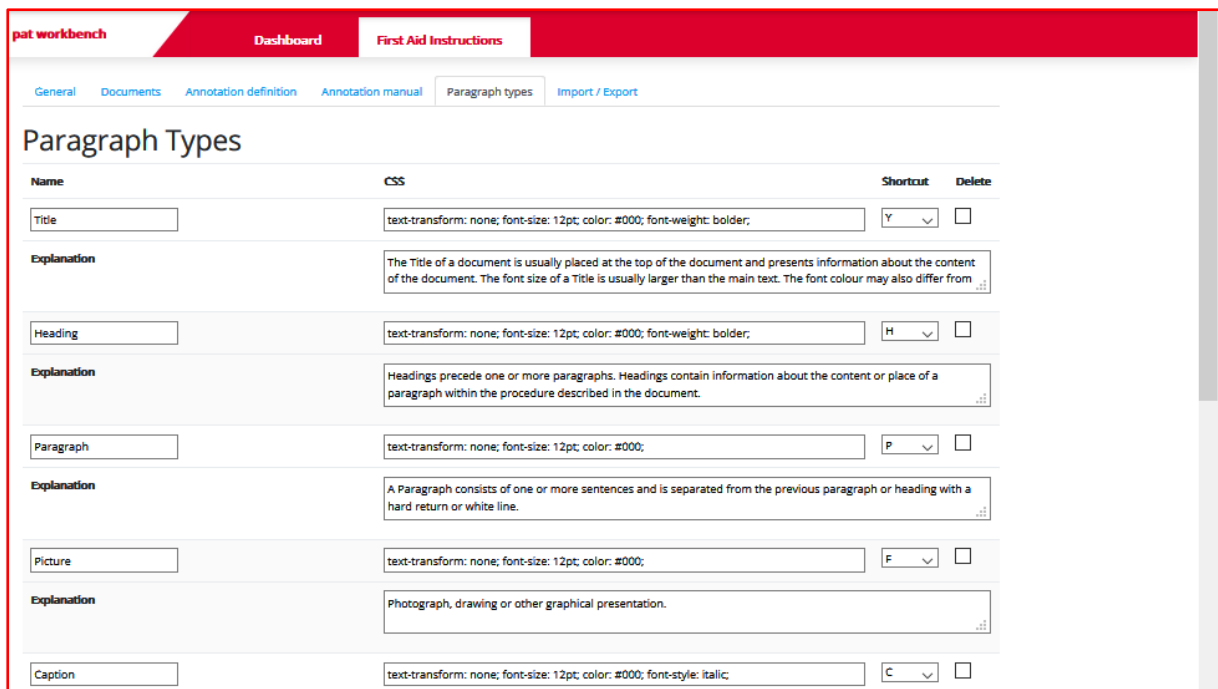 pat workbench
Dashboard
First Aid Instructions
General Documents Annotation definition Annotation manual Paragraph types Import / Export
Paragraph Types
Name CSS Shortcut Delete
Title text-transform: none; font-size: 12pt; color: #000; font-weight: bolder; Y
Explanation
The Title of a document is usually placed at the top of the document and presents information about the content
of the document. The font size of a Title is usually larger than the main text. The font colour may also differ from
Heading text-transform: none; font-size: 12pt; color: #000; font-weight: bolder; H
Explanation
Headings precede one or more paragraphs. Headings contain information about the content or place of a
paragraph within the procedure described in the document.
Paragraph text-transform: none; font-size: 12pt; color: #000; P
Explanation
A Paragraph consists of one or more sentences and is separated from the previous paragraph or heading with a
hard return or white line.
Picture text-transform: none; font-size: 12pt; color: #000; F
Explanation
Photograph, drawing or other graphical presentation.
Caption text-transform: none; font-size: 12pt; color: #000; font-style: italic; C